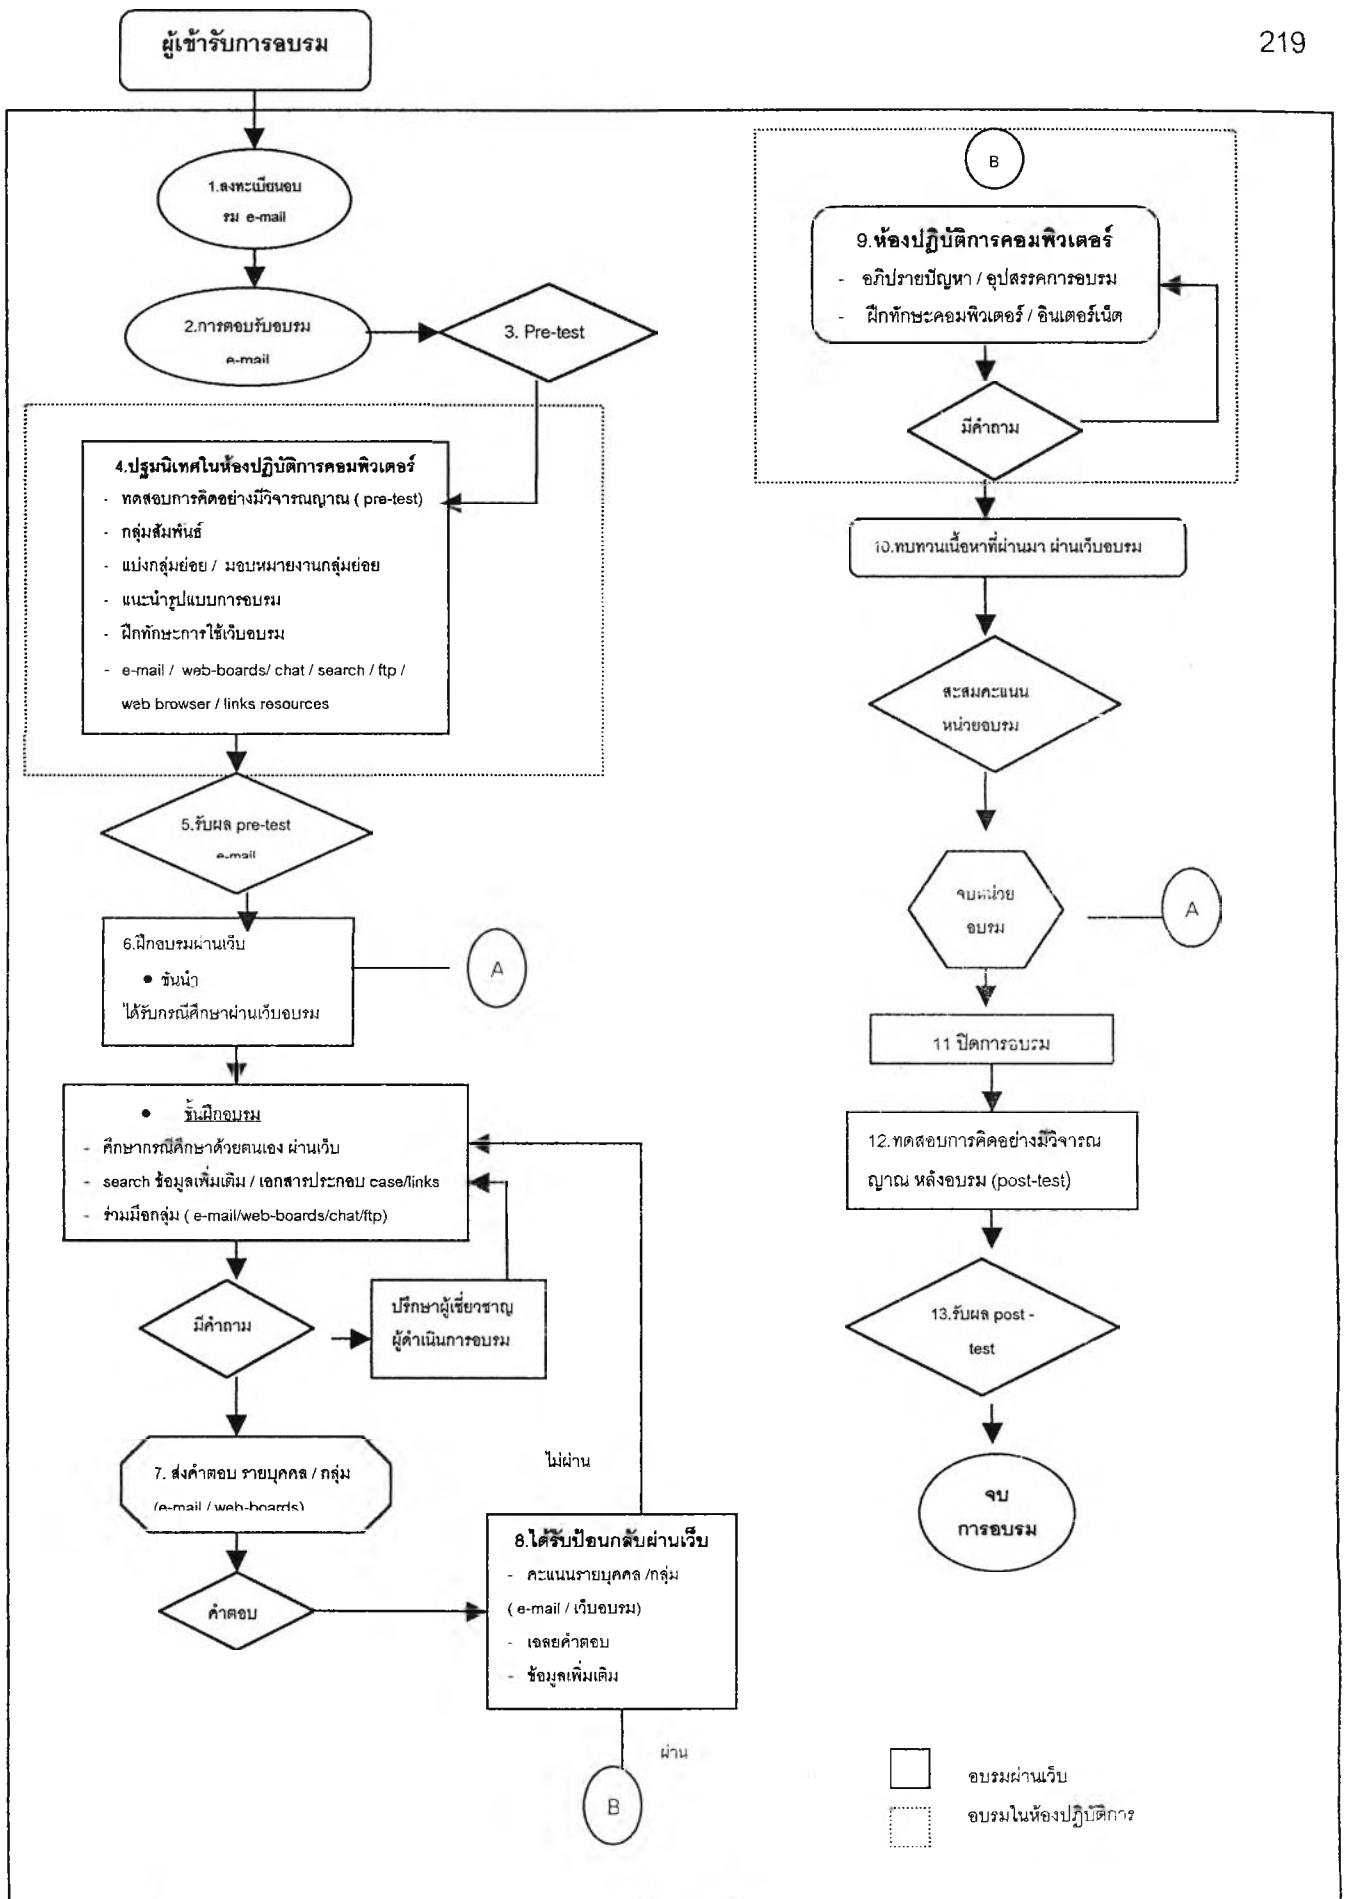 219
ผู้เข้ารับการอบรม
1.ลงทะเบียนอบ
รม e-mail
2.การตอบรับอบรม
e-mail
3. Pre-test
4.ปฐมนิเทศในห้องปฏิบัติการคอมพิวเตอร์
- ทดสอบการคิดอย่างมีวิจารณญาณ ( pre-test)
- กลุ่มสัมพันธ์
- แบ่งกลุ่มย่อย / มอบหมายงานกลุ่มย่อย
- แนะนำรูปแบบการอบรม
- ฝึกทักษะการใช้เว็บอบรม
- e-mail / web-boards/ chat / search / ftp /
web browser / links resources
5.รับผล pre-test
e-mail
6.ฝึกอบรมผ่านเว็บ
● ขั้นนำ
ได้รับกรณีศึกษาผ่านเว็บอบรม
A
● ขั้นฝึกอบรม
- ศึกษากรณีศึกษาด้วยตนเอง ผ่านเว็บ
- search ข้อมูลเพิ่มเติม / เอกสารประกอบ case/links
- ร่วมมือกลุ่ม ( e-mail/web-boards/chat/ftp)
มีคำถาม
ปรึกษาผู้เชี่ยวชาญ
ผู้ดำเนินการอบรม
7. ส่งคำตอบ รายบุคคล / กลุ่ม
(e-mail / web-boards)
คำตอบ
ไม่ผ่าน
8.ได้รับป้อนกลับผ่านเว็บ
- คะแนนรายบุคคล /กลุ่ม
( e-mail / เว็บอบรม)
- เฉลยคำตอบ
- ข้อมูลเพิ่มเติม
ผ่าน
B
B
9.ห้องปฏิบัติการคอมพิวเตอร์
- อภิปรายปัญหา / อุปสรรคการอบรม
- ฝึกทักษะคอมพิวเตอร์ / อินเตอร์เน็ต
มีคำถาม
10.ทบทวนเนื้อหาที่ผ่านมา ผ่านเว็บอบรม
สะสมคะแนน
หน่วยอบรม
จบหน่วย
อบรม
A
11 ปิดการอบรม
12.ทดสอบการคิดอย่างมีวิจารณ
ญาณ หลังอบรม (post-test)
13.รับผล post -
test
จบ
การอบรม
อบรมผ่านเว็บ
อบรมในห้องปฏิบัติการ